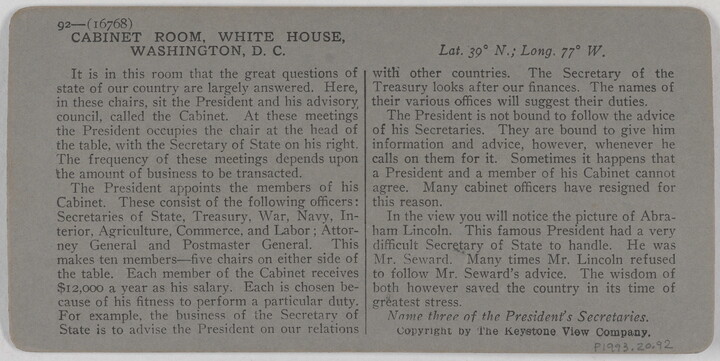 92—(16768)
CABINET ROOM, WHITE HOUSE,
WASHINGTON, D. C.
Lat. 39° N.; Long. 77° W.
It is in this room that the great questions of
state of our country are largely answered. Here,
in these chairs, sit the President and his advisory
council, called the Cabinet. At these meetings
the President occupies the chair at the head of
the table, with the Secretary of State on his right.
The frequency of these meetings depends upon
the amount of business to be transacted.
The President appoints the members of his
Cabinet. These consist of the following officers:
Secretaries of State, Treasury, War, Navy, In-
terior, Agriculture, Commerce, and Labor; Attor-
ney General and Postmaster General. This
makes ten members—five chairs on either side of
the table. Each member of the Cabinet receives
$12,000 a year as his salary. Each is chosen be-
cause of his fitness to perform a particular duty.
For example, the business of the Secretary of
State is to advise the President on our relations
with other countries. The Secretary of the
Treasury looks after our finances. The names of
their various offices will suggest their duties.
The President is not bound to follow the advice
of his Secretaries. They are bound to give him
information and advice, however, whenever he
calls on them for it. Sometimes it happens that
a President and a member of his Cabinet cannot
agree. Many cabinet officers have resigned for
this reason.
In the view you will notice the picture of Abra-
ham Lincoln. This famous President had a very
difficult Secretary of State to handle. He was
Mr. Seward. Many times Mr. Lincoln refused
to follow Mr. Seward's advice. The wisdom of
both however saved the country in its time of
greatest stress.
Name three of the President's Secretaries.
Copyright by The Keystone View Company.
P1993.20.92